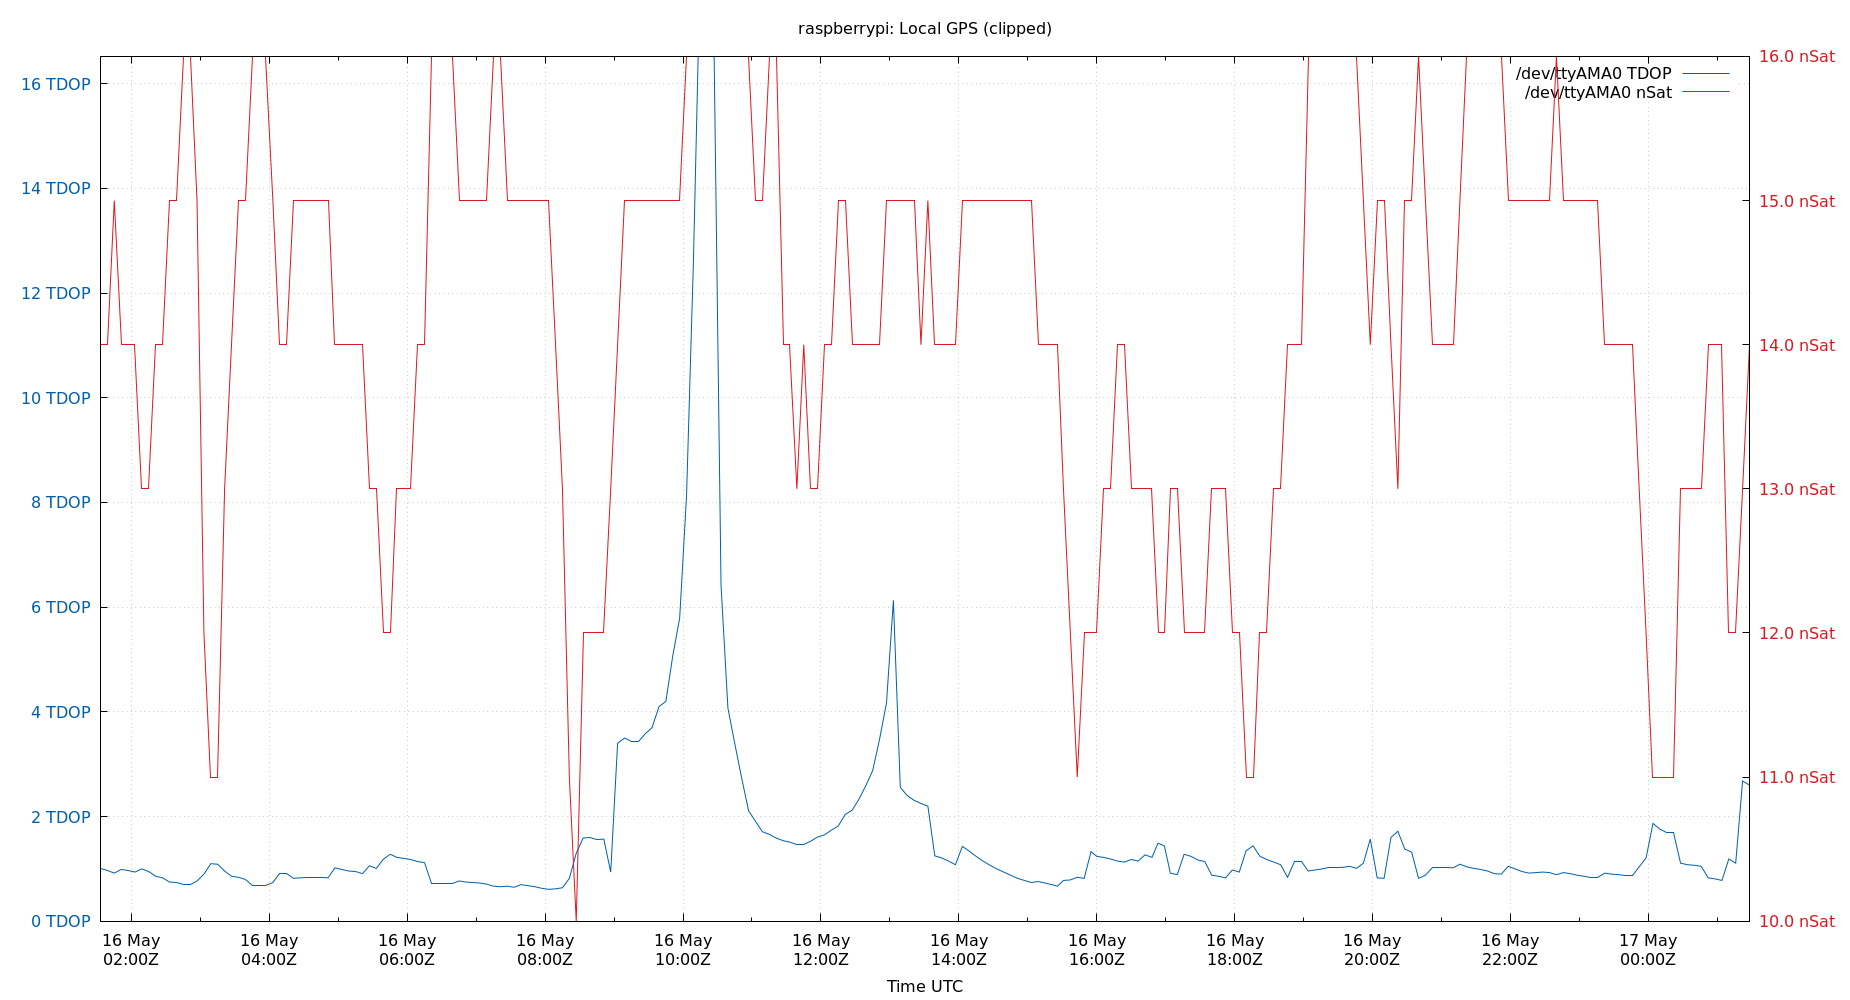 raspberrypi: Local GPS (clipped)
16 TDOP
14 TDOP
12 TDOP
10 TDOP
8 TDOP
6 TDOP
4 TDOP
2 TDOP
0 TDOP
16.0 nSat
15.0 nSat
14.0 nSat
13.0 nSat
12.0 nSat
11.0 nSat
10.0 nSat
/dev/ttyAMA0 TDOP
/dev/ttyAMA0 nSat
16 May 16 May 16 May 16 May 16 May 16 May 16 May 16 May 16 May 16 May 16 May 17 May
02:00Z 04:00Z 06:00Z 08:00Z 10:00Z 12:00Z 14:00Z 16:00Z 18:00Z 20:00Z 22:00Z 00:00Z
Time UTC